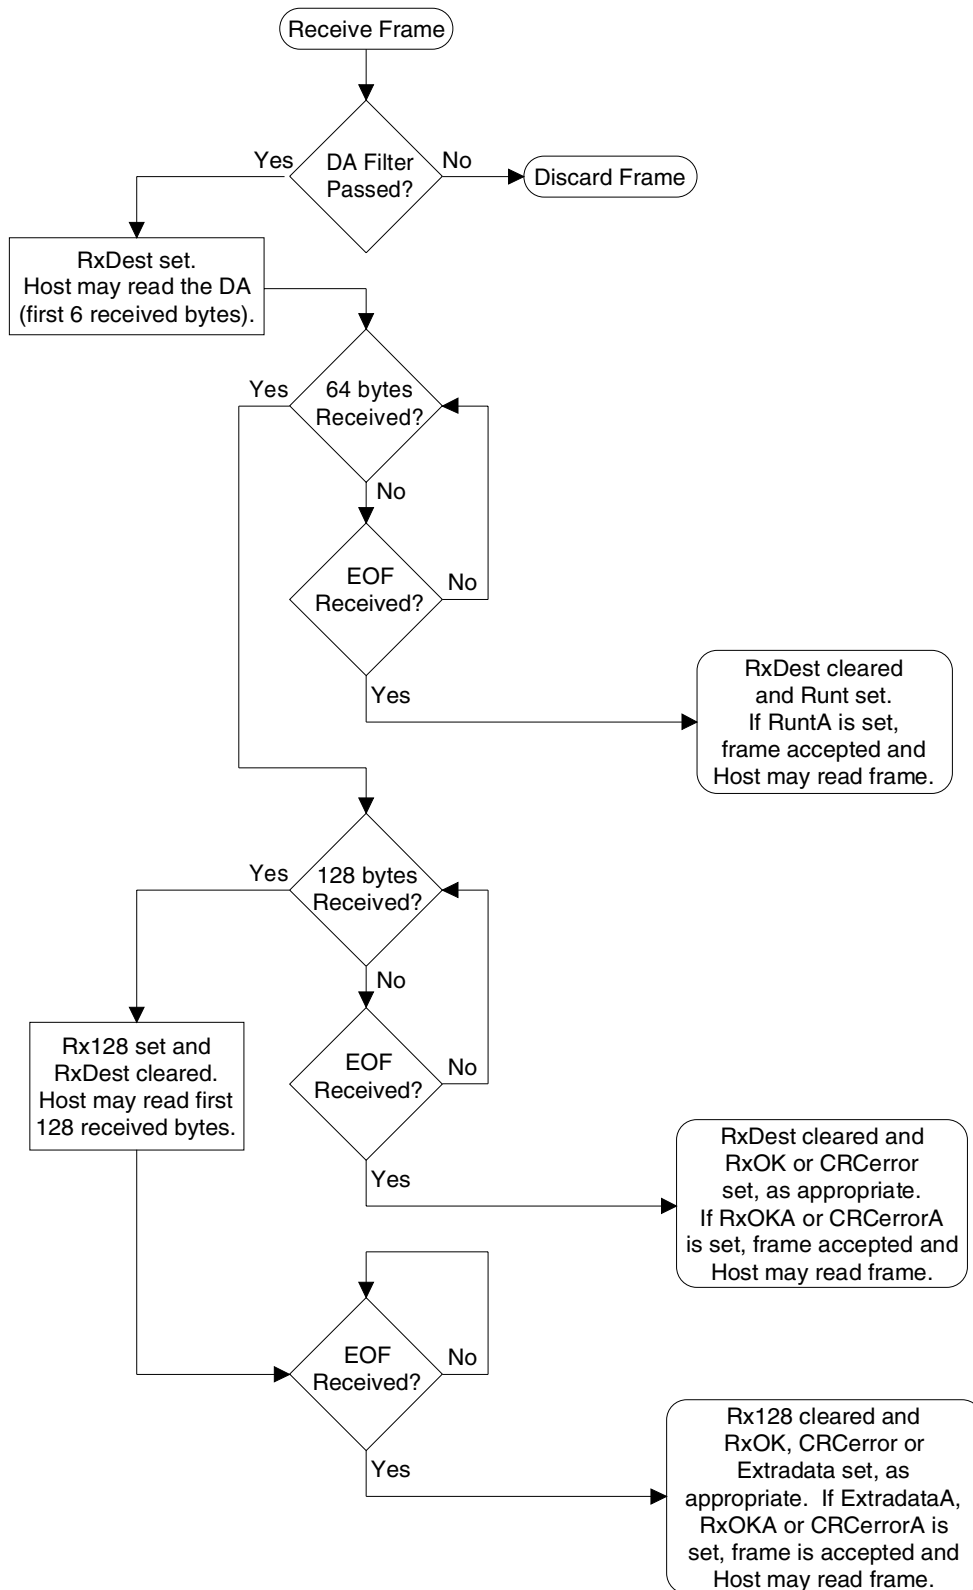 Receive Frame
Yes
DA Filter
Passed?
No
Discard Frame
RxDest set.
Host may read the DA
(first 6 received bytes).
Yes
64 bytes
Received?
No
EOF
Received?
No
Yes
RxDest cleared
and Runt set.
If RuntA is set,
frame accepted and
Host may read frame.
Yes
128 bytes
Received?
No
Rx128 set and
RxDest cleared.
Host may read first
128 received bytes.
EOF
Received?
No
Yes
RxDest cleared and
RxOK or CRCerror
set, as appropriate.
If RxOKA or CRCerrorA
is set, frame accepted and
Host may read frame.
EOF
Received?
No
Yes
Rx128 cleared and
RxOK, CRCerror or
Extradata set, as
appropriate.  If ExtradataA,
RxOKA or CRCerrorA is
set, frame is accepted and
Host may read frame.